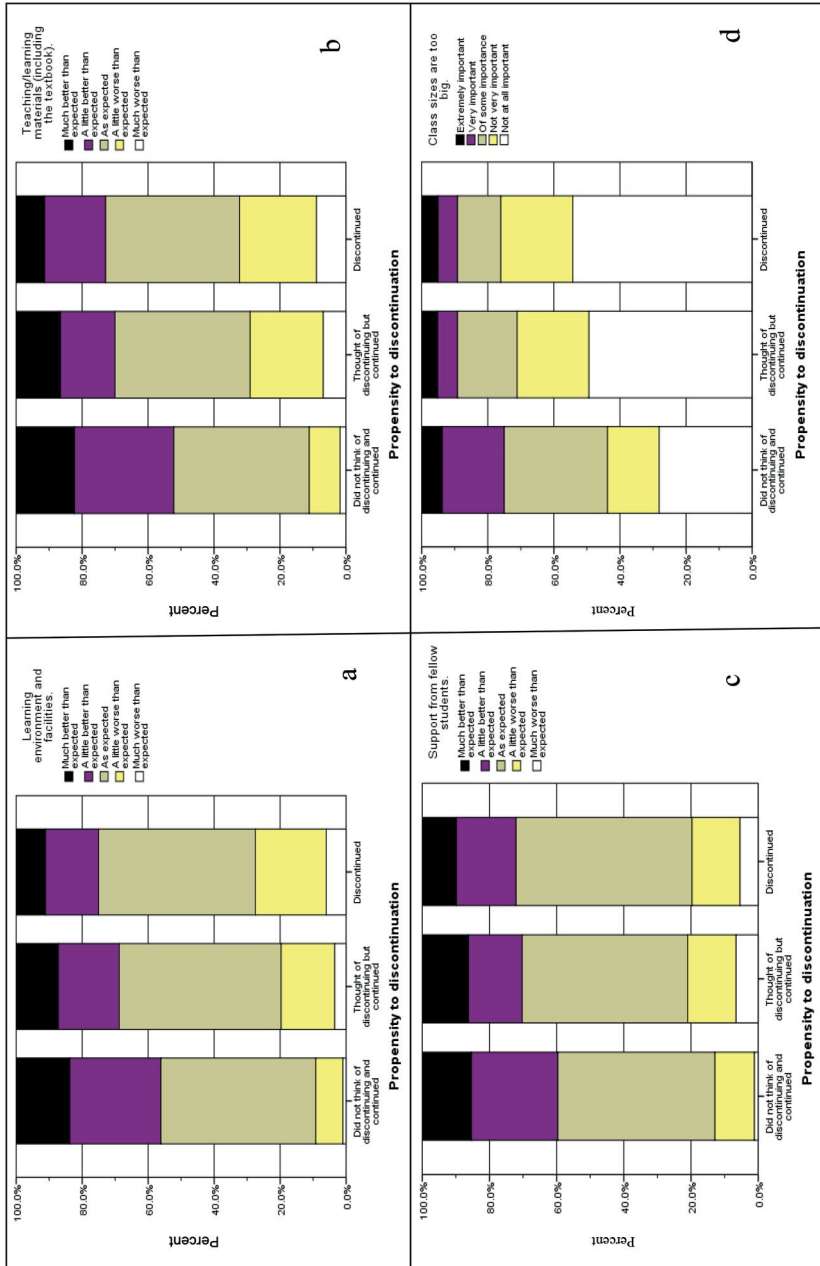 Learning
environment and
facilities.
Much better than
expected
A little better than
expected
As expected
A little worse than
expected
Much worse than
expected
a
100.0%
80.0%
60.0%
40.0%
20.0%
0.0%
Percent
Did not think of
discontinuing and
continued
Thought of
discontinuing but
continued
Discontinued
Propensity to discontinuation
Teaching/learning
materials (including
the textbook).
Much better than
expected
A little better than
expected
As expected
A little worse than
expected
Much worse than
expected
b
100.0%
80.0%
60.0%
40.0%
20.0%
0.0%
Percent
Did not think of
discontinuing and
continued
Thought of
discontinuing but
continued
Discontinued
Propensity to discontinuation
Support from fellow
students.
Much better than
expected
A little better than
expected
As expected
A little worse than
expected
Much worse than
expected
c
100.0%
80.0%
60.0%
40.0%
20.0%
0.0%
Percent
Did not think of
discontinuing and
continued
Thought of
discontinuing but
continued
Discontinued
Propensity to discontinuation
Class sizes are too
big.
Extremely important
Very important
Of some importance
Not very important
Not at all important
d
100.0%
80.0%
60.0%
40.0%
20.0%
0.0%
Percent
Did not think of
discontinuing and
continued
Thought of
discontinuing but
continued
Discontinued
Propensity to discontinuation